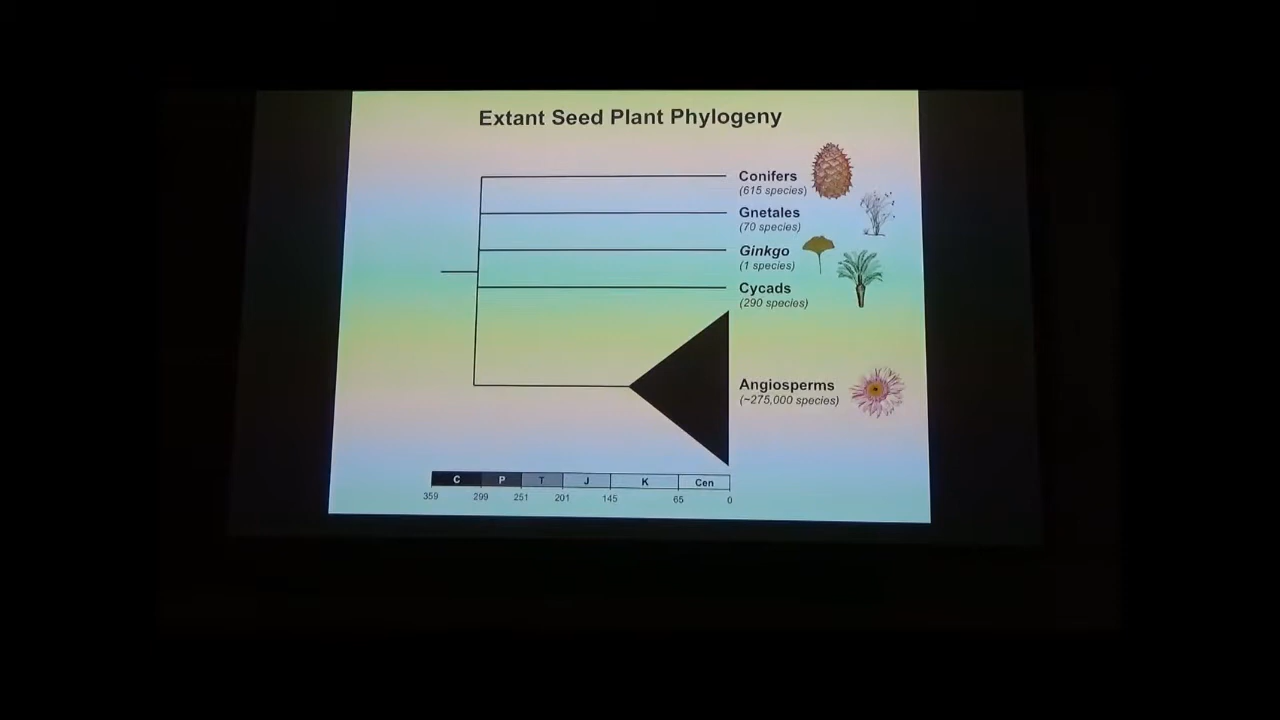 Extant Seed Plant Phylogeny
Conifers
(615 species)
Gnetales
(70 species)
Ginkgo
(1 species)
Cycads
(290 species)
Angiosperms
(~275,000 species)
C P T J K Cen
359 299 251 201 145 65 0